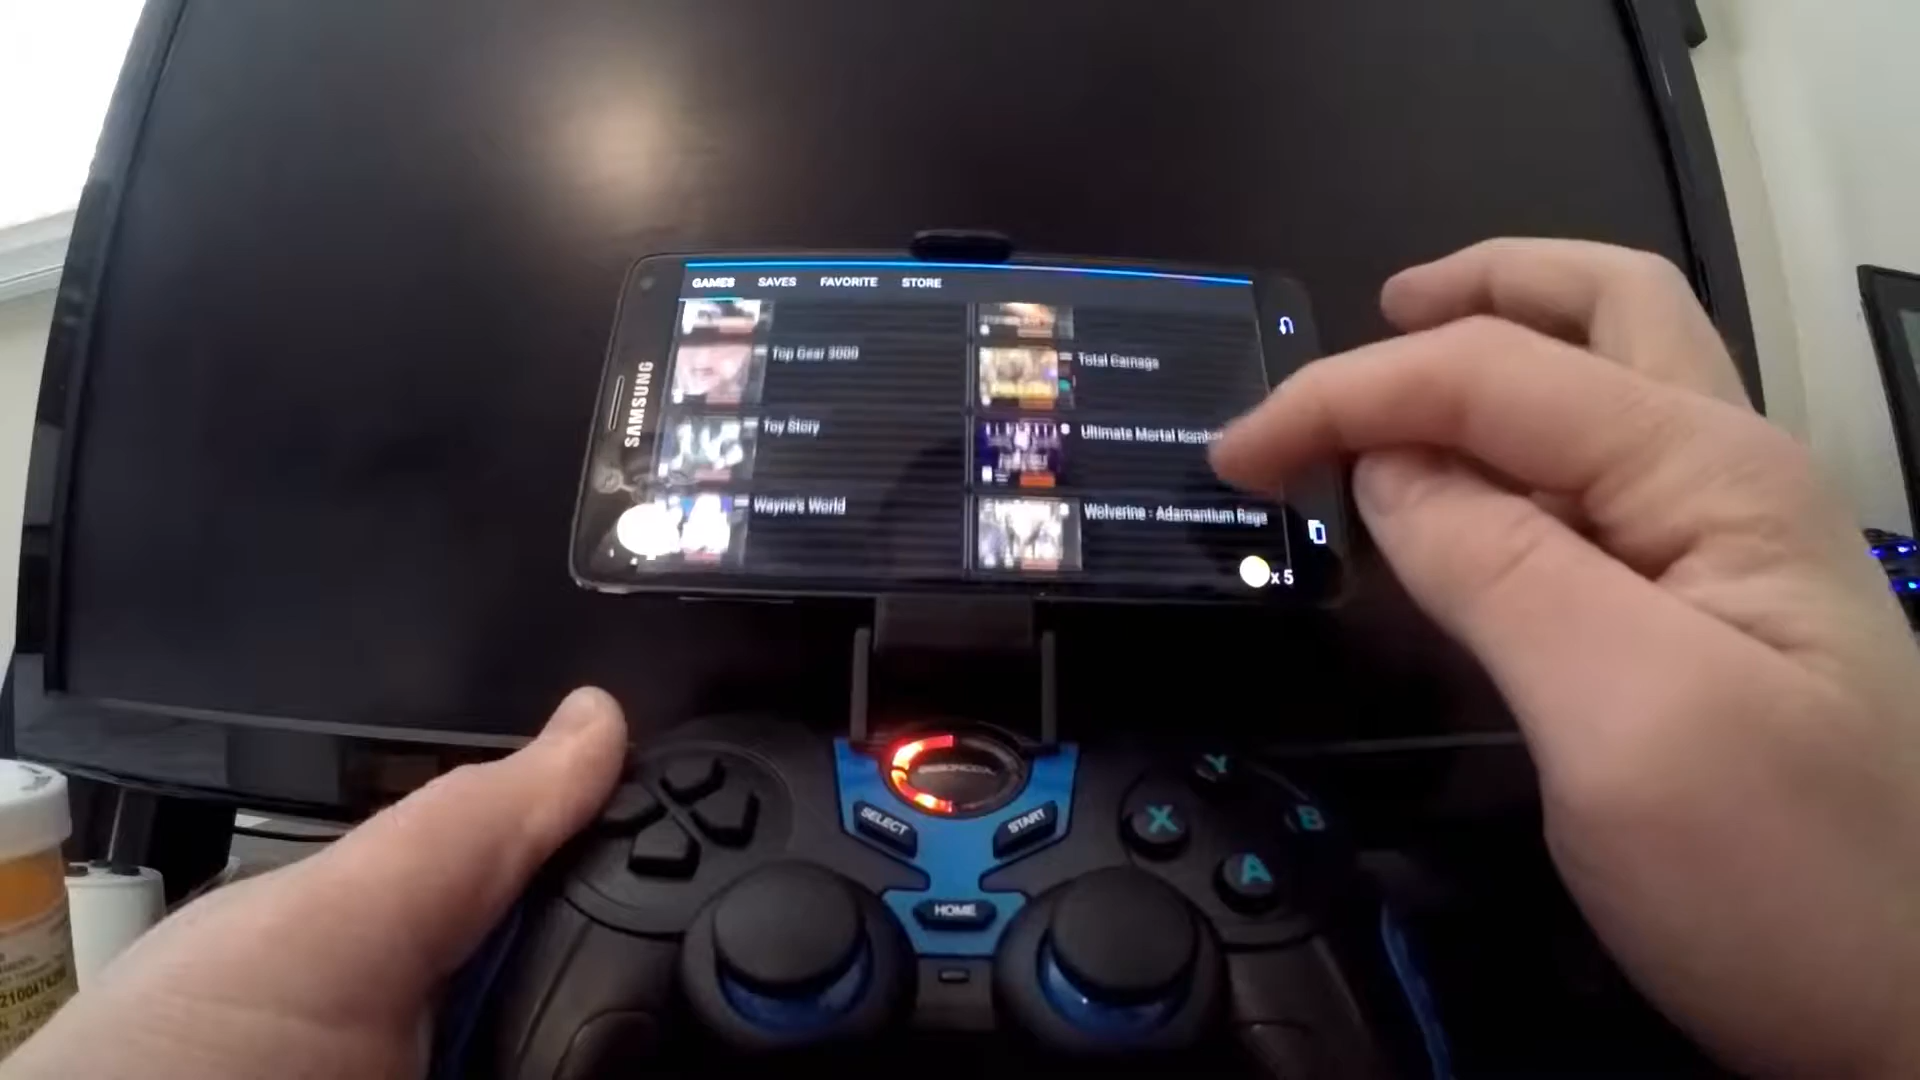 GAMES SAVES FAVORITE STORE
Top Gear 3000
Total Carnage
Toy Story
Ultimate Mortal Kombat
Wayne's World
Wolverine : Adamantium Rage
x 5
SAMSUNG
SELECT
START
HOME
Y
X
B
A